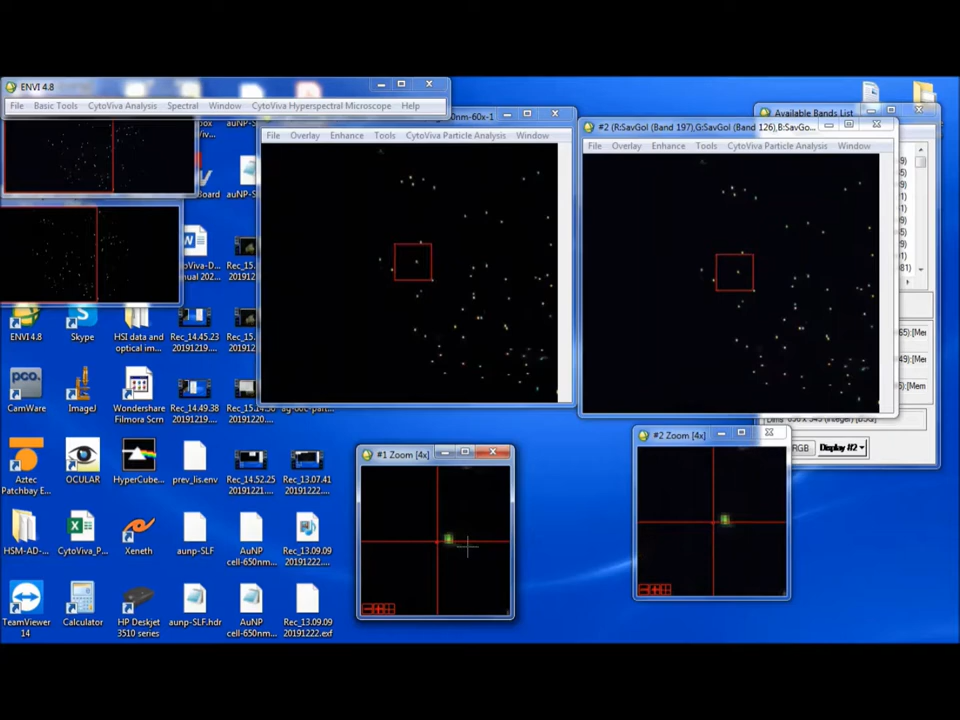 ENVI 4.8
File Basic Tools CytoViva Analysis Spectral Window CytoViva Hyperspectral Microscope Help
0nm-60x-1
File Overlay Enhance Tools CytoViva Particle Analysis Window
#2 (R:SavGol (Band 197),G:SavGol (Band 126),B:SavGo...
File Overlay Enhance Tools CytoViva Particle Analysis Window
Available Bands List
RGB Display #2
#1 Zoom [4x]
#2 Zoom [4x]
ENVI 4.8
Skype
HSI data and
optical im...
Rec_14.45.23
20191219....
CamWare
ImageJ
Wondershare
Filmora Scrn
Rec_14.49.38
20191219....
Aztec
Patchbay E...
OCULAR
HyperCube...
prev_lis.env
Rec_14.52.25
20191221....
Rec_13.07.41
20191222....
HSM-AD-...
CytoViva_P...
Xeneth
aunp-SLF
AuNP
cell-650nm...
Rec_13.09.09
20191222....
TeamViewer
14
Calculator
HP Deskjet
3510 series
aunp-SLF.hdr
AuNP
cell-650nm...
Rec_13.09.09
20191222.exf